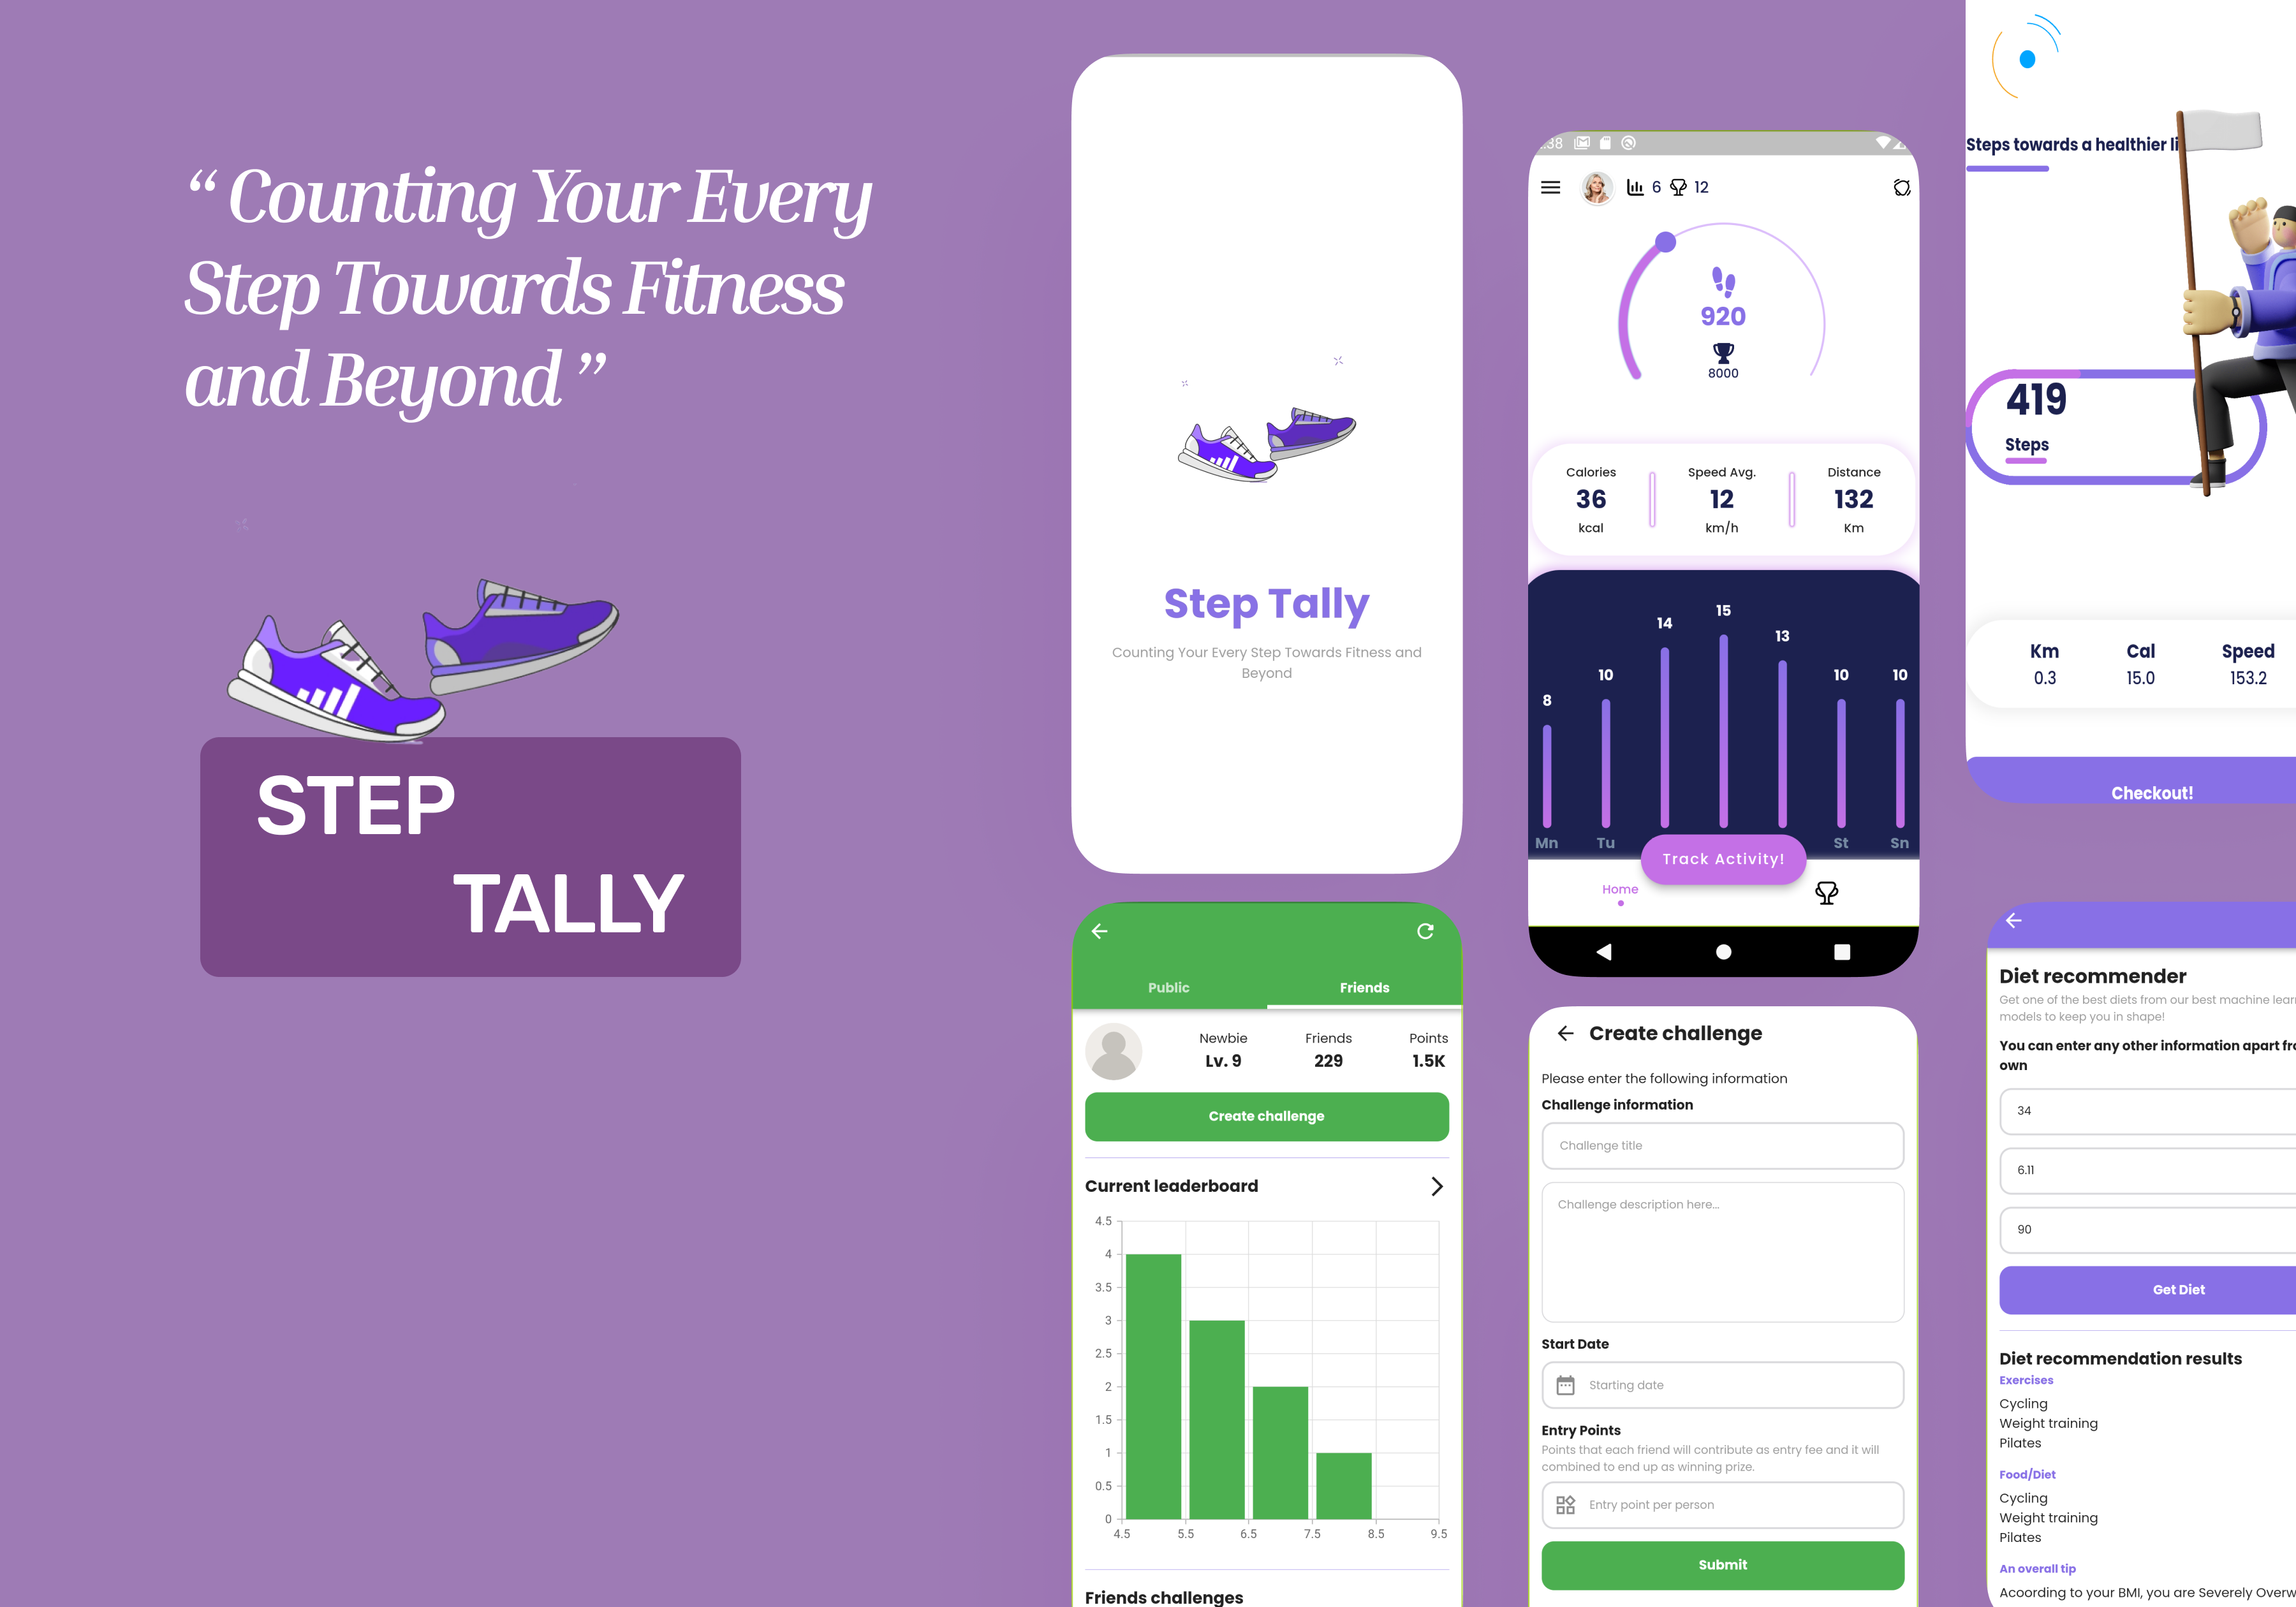 “ Counting Your Every
Step Towards Fitness
and Beyond ”
STEP
TALLY
Step Tally
Counting Your Every Step Towards Fitness and
Beyond
Public
Friends
Newbie
Friends
Points
Lv. 9
229
1.5K
Create challenge
Current leaderboard
4.5
4
3.5
3
2.5
2
1.5
1
0.5
0
4.5 5.5 6.5 7.5 8.5 9.5
Friends challenges
:38
6 12
920
8000
Calories
Speed Avg.
Distance
36
12
132
kcal
km/h
Km
8 10 14 15 13 10 10
Mn Tu St Sn
Track Activity!
Home
Create challenge
Please enter the following information
Challenge information
Challenge title
Challenge description here...
Start Date
Starting date
Entry Points
Points that each friend will contribute as entry fee and it will
combined to end up as winning prize.
Entry point per person
Submit
Steps towards a healthier li
419
Steps
Km
Cal
Speed
0.3
15.0
153.2
Checkout!
Diet recommender
Get one of the best diets from our best machine lear
models to keep you in shape!
You can enter any other information apart fro
own
34
6.11
90
Get Diet
Diet recommendation results
Exercises
Cycling
Weight training
Pilates
Food/Diet
Cycling
Weight training
Pilates
An overall tip
Acoording to your BMI, you are Severely Overw